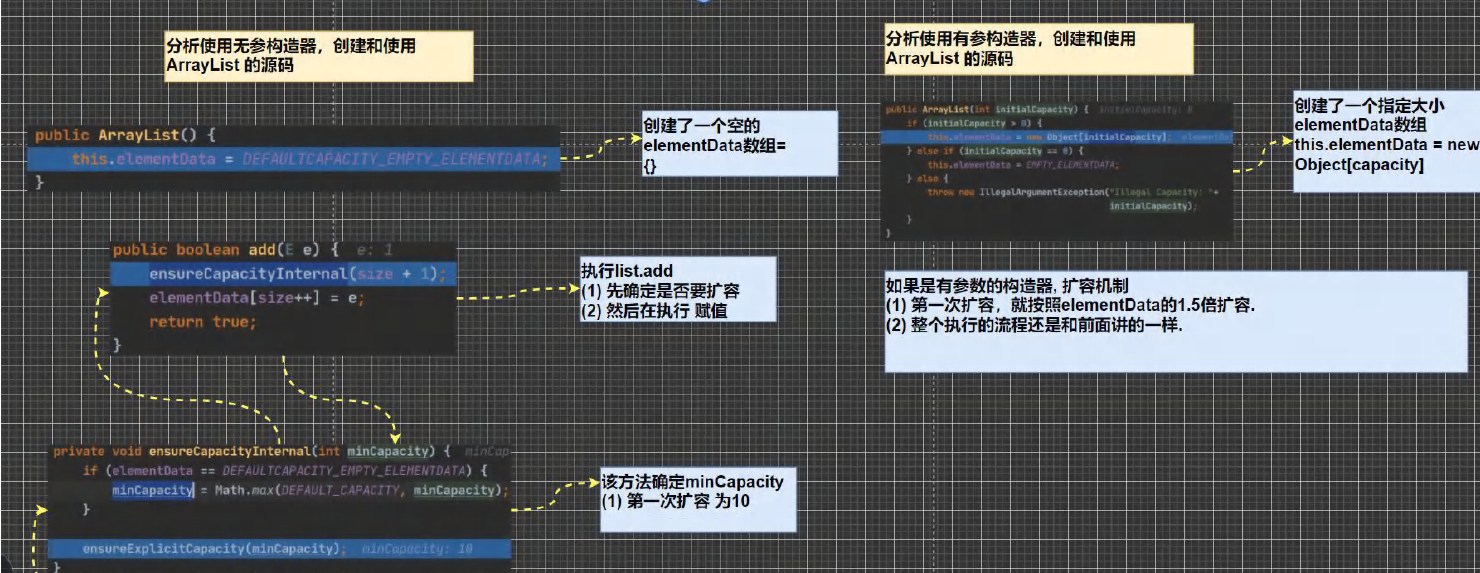 分析使用无参构造器，创建和使用
ArrayList 的源码
public ArrayList() {
this.elementData = DEFAULTCAPACITY_EMPTY_ELEMENTDATA;
}
创建了一个空的
elementData数组=
{}
public boolean add(E e) {  e: 1
ensureCapacityInternal(size + 1);
elementData[size++] = e;
return true;
}
执行list.add
(1) 先确定是否要扩容
(2) 然后在执行 赋值
private void ensureCapacityInternal(int minCapacity) {  minCap
if (elementData == DEFAULTCAPACITY_EMPTY_ELEMENTDATA) {
minCapacity = Math.max(DEFAULT_CAPACITY, minCapacity);
}
ensureExplicitCapacity(minCapacity);  minCapacity: 10
}
该方法确定minCapacity
(1) 第一次扩容 为10
分析使用有参构造器，创建和使用
ArrayList 的源码
public ArrayList(int initialCapacity) {  initialCapacity: 8
if (initialCapacity > 0) {
this.elementData = new Object[initialCapacity];  elementDat
} else if (initialCapacity == 0) {
this.elementData = EMPTY_ELEMENTDATA;
} else {
throw new IllegalArgumentException("Illegal Capacity: "+
initialCapacity);
}
}
创建了一个指定大小
elementData数组
this.elementData = new
Object[capacity]
如果是有参数的构造器, 扩容机制
(1) 第一次扩容，就按照elementData的1.5倍扩容.
(2) 整个执行的流程还是和前面讲的一样.